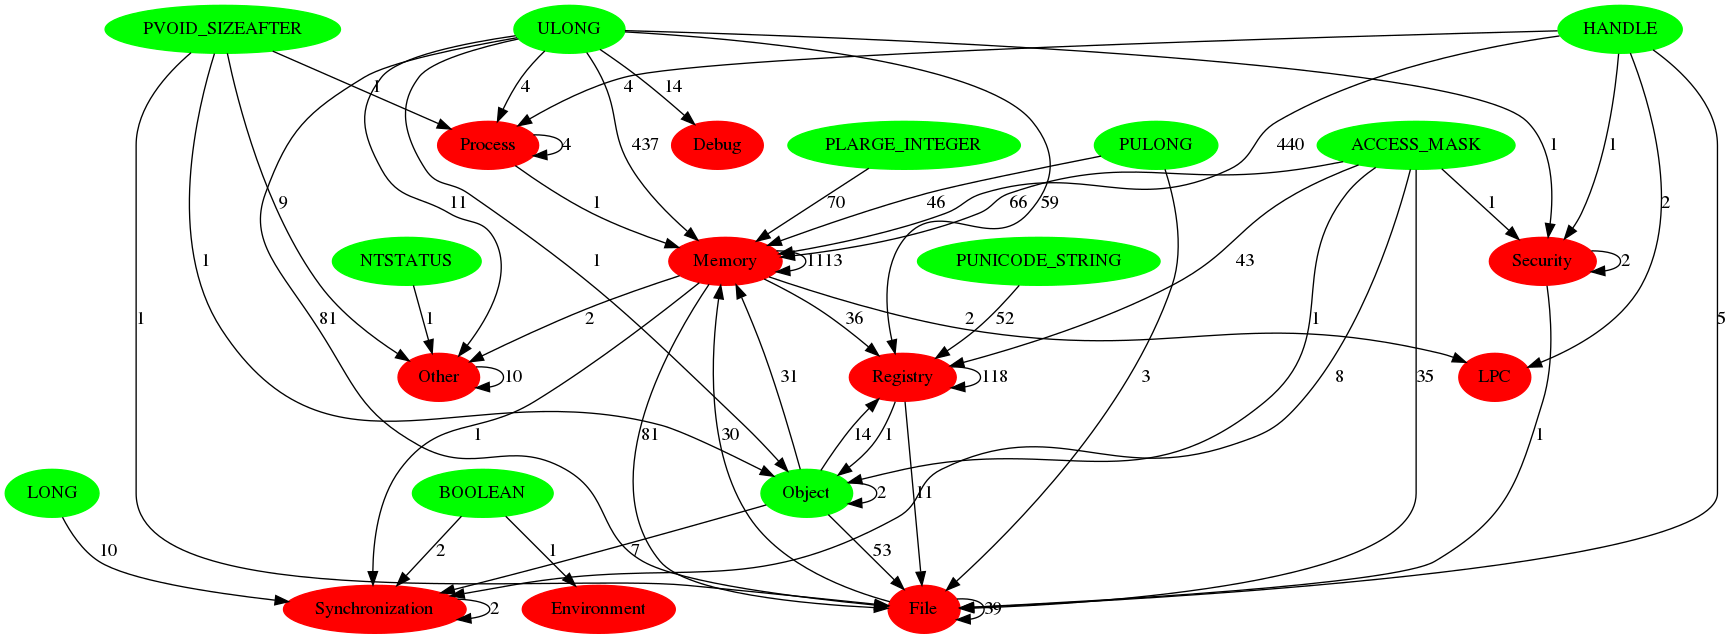 PVOID_SIZEAFTER ULONG HANDLE
1 4 4 14 
Process 4 437 Debug PLARGE_INTEGER PULONG 440 ACCESS_MASK 1 1
9 11 1 70 46 66 59 1 2
1 NTSTATUS 1 Memory 1113 PUNICODE_STRING 43 Security 2
1 81 1 2 36 2 52 3 1 5
Other 10 31 Registry 118 8 35 LPC
1 81 30 14 1 11 1
LONG BOOLEAN Object 2
10 2 1 7 53
Synchronization 2 Environment File 39